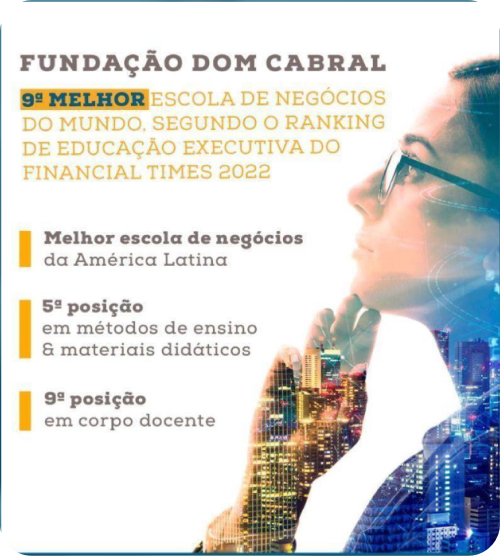 FUNDAÇÃO DOM CABRAL
9ª MELHOR ESCOLA DE NEGÓCIOS
DO MUNDO, SEGUNDO O RANKING
DE EDUCAÇÃO EXECUTIVA DO
FINANCIAL TIMES 2022
Melhor escola de negócios
da América Latina
5ª posição
em métodos de ensino
& materiais didáticos
9ª posição
em corpo docente